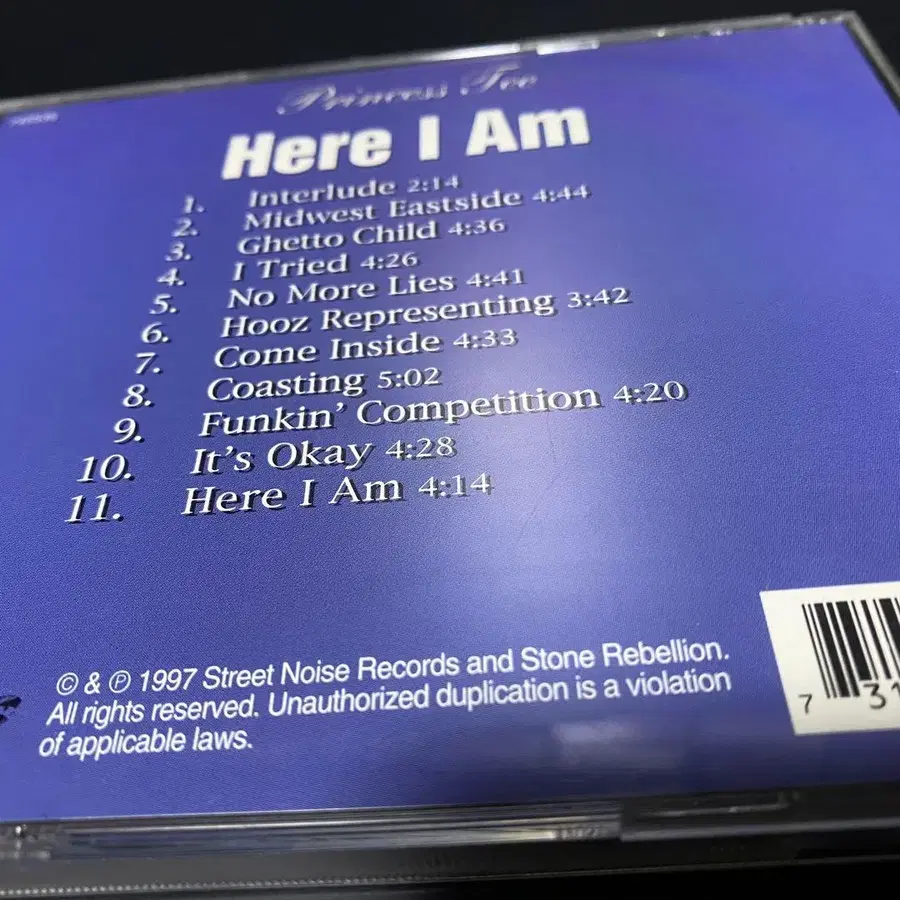 Princess Tee
Here I Am
1. Interlude 2:14
2. Midwest Eastside 4:44
3. Ghetto Child 4:36
4. I Tried 4:26
5. No More Lies 4:41
6. Hooz Representing 3:42
7. Come Inside 4:33
8. Coasting 5:02
9. Funkin' Competition 4:20
10. It's Okay 4:28
11. Here I Am 4:14
© & ℗ 1997 Street Noise Records and Stone Rebellion.
All rights reserved. Unauthorized duplication is a violation
of applicable laws.
7 31